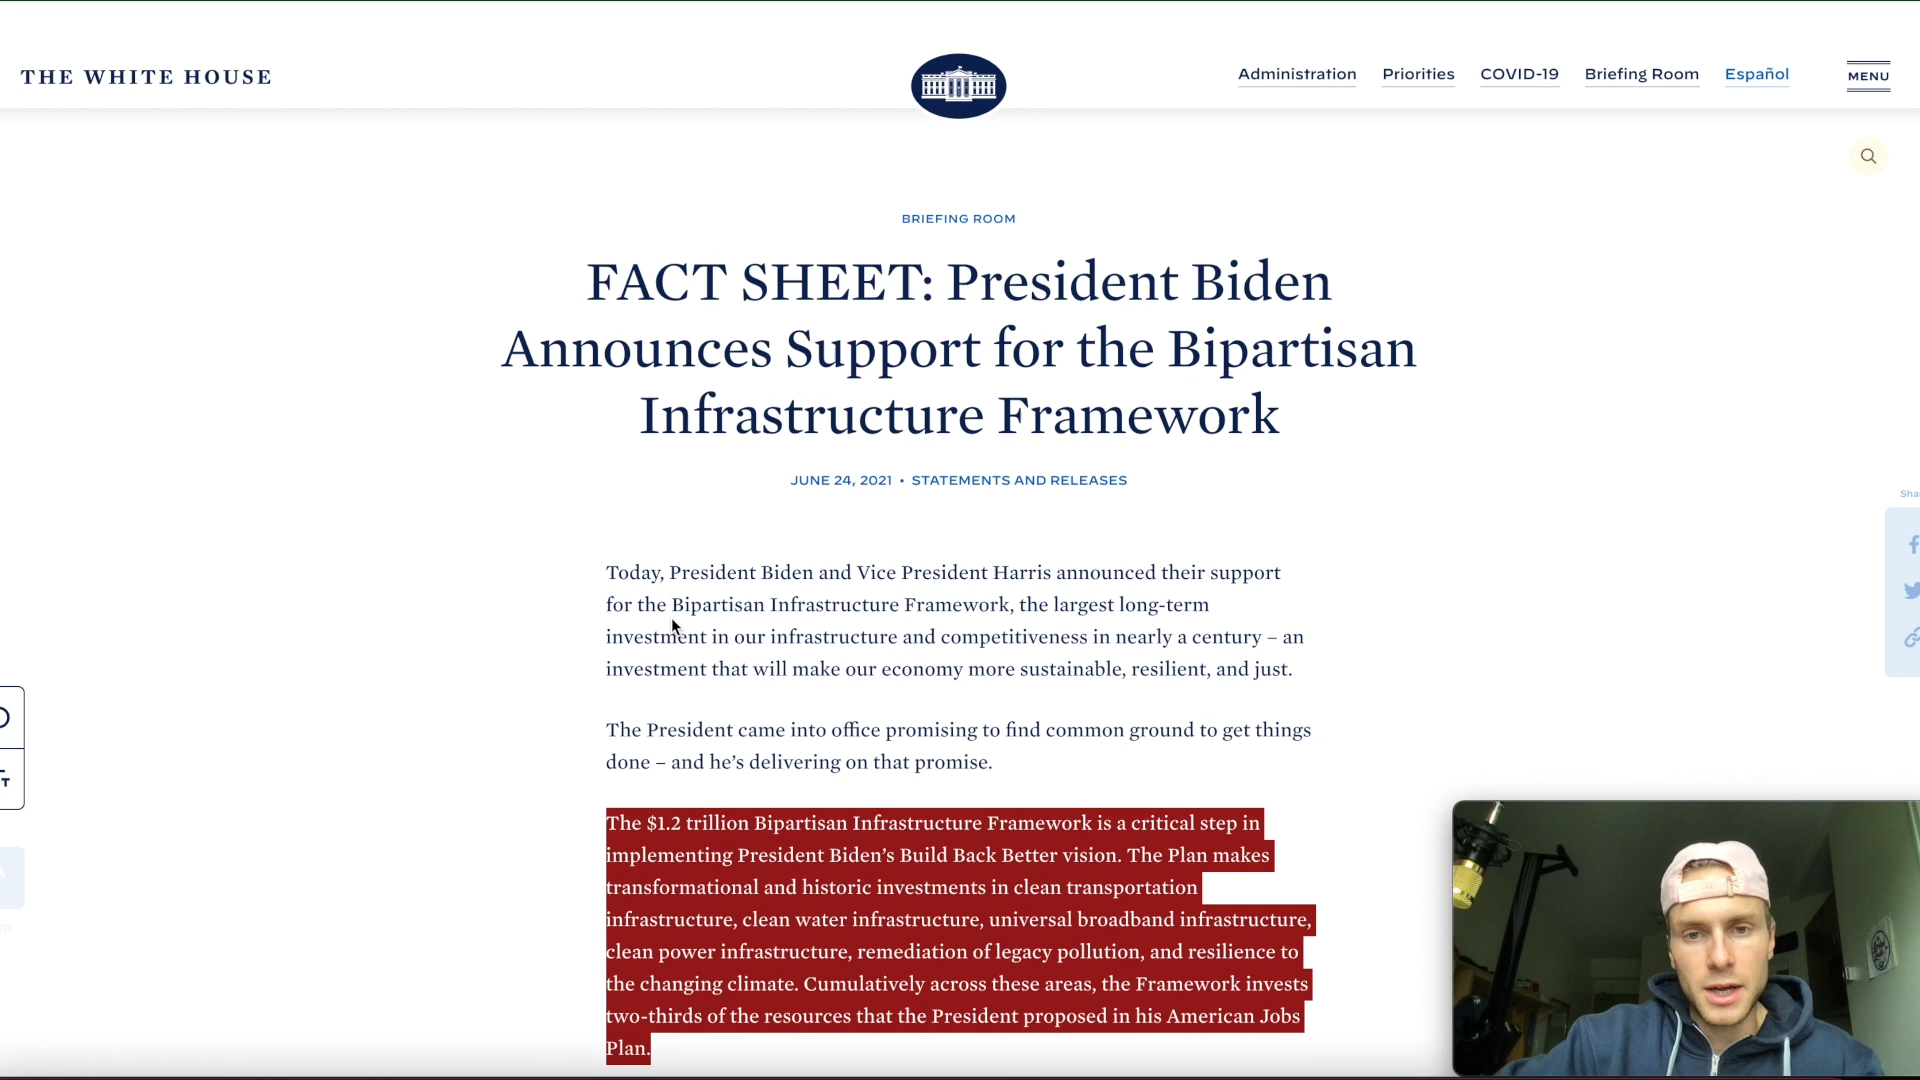 THE WHITE HOUSE
Administration
Priorities
COVID-19
Briefing Room
Español
MENU
BRIEFING ROOM
FACT SHEET: President Biden
Announces Support for the Bipartisan
Infrastructure Framework
JUNE 24, 2021 • STATEMENTS AND RELEASES
Today, President Biden and Vice President Harris announced their support
for the Bipartisan Infrastructure Framework, the largest long-term
investment in our infrastructure and competitiveness in nearly a century – an
investment that will make our economy more sustainable, resilient, and just.
The President came into office promising to find common ground to get things
done – and he’s delivering on that promise.
The $1.2 trillion Bipartisan Infrastructure Framework is a critical step in
implementing President Biden’s Build Back Better vision. The Plan makes
transformational and historic investments in clean transportation
infrastructure, clean water infrastructure, universal broadband infrastructure,
clean power infrastructure, remediation of legacy pollution, and resilience to
the changing climate. Cumulatively across these areas, the Framework invests
two-thirds of the resources that the President proposed in his American Jobs
Plan.